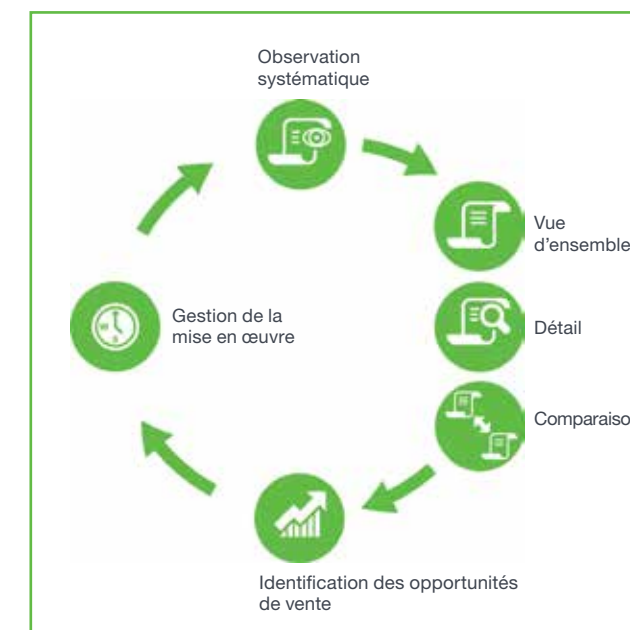 Observation
systématique
Vue
d'ensemble
Détail
Comparaiso
Gestion de la
mise en œuvre
Identification des opportunités
de vente